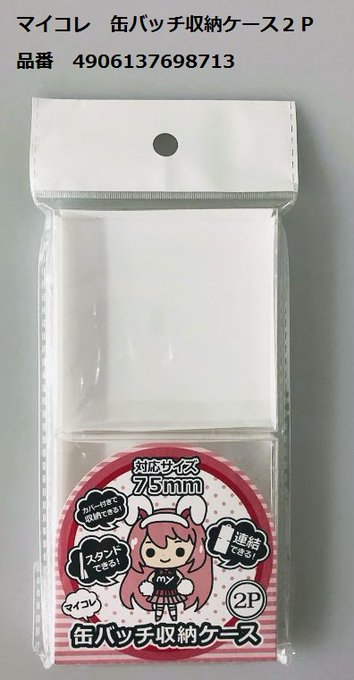 マイコレ　缶バッチ収納ケース２Ｐ
品番　4906137698713
対応サイズ
75mm
カバー付きで
収納できる!
スタンド
できる!
連結
できる!
マイコレ
2P
缶バッチ収納ケース